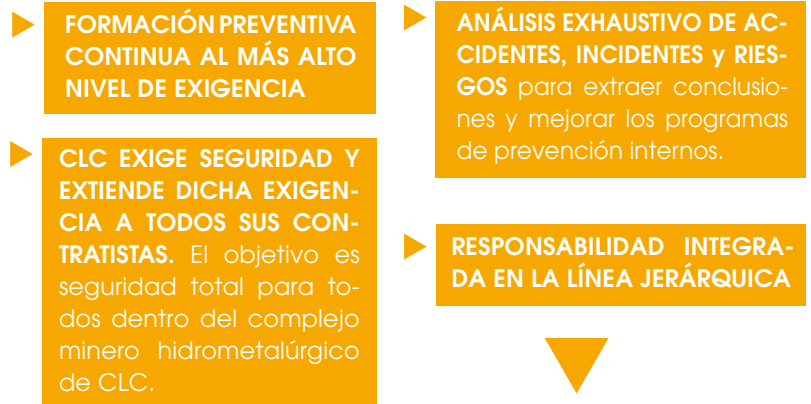 FORMACIÓN PREVENTIVA
CONTINUA AL MÁS ALTO
NIVEL DE EXIGENCIA
CLC EXIGE SEGURIDAD Y
EXTIENDE DICHA EXIGEN-
CIA A TODOS SUS CON-
TRATISTAS. El objetivo es
seguridad total para to-
dos dentro del complejo
minero hidrometalúrgico
de CLC.
ANÁLISIS EXHAUSTIVO DE AC-
CIDENTES, INCIDENTES y RIES-
GOS para extraer conclusio-
nes y mejorar los programas
de prevención internos.
RESPONSABILIDAD INTEGRA-
DA EN LA LÍNEA JERÁRQUICA